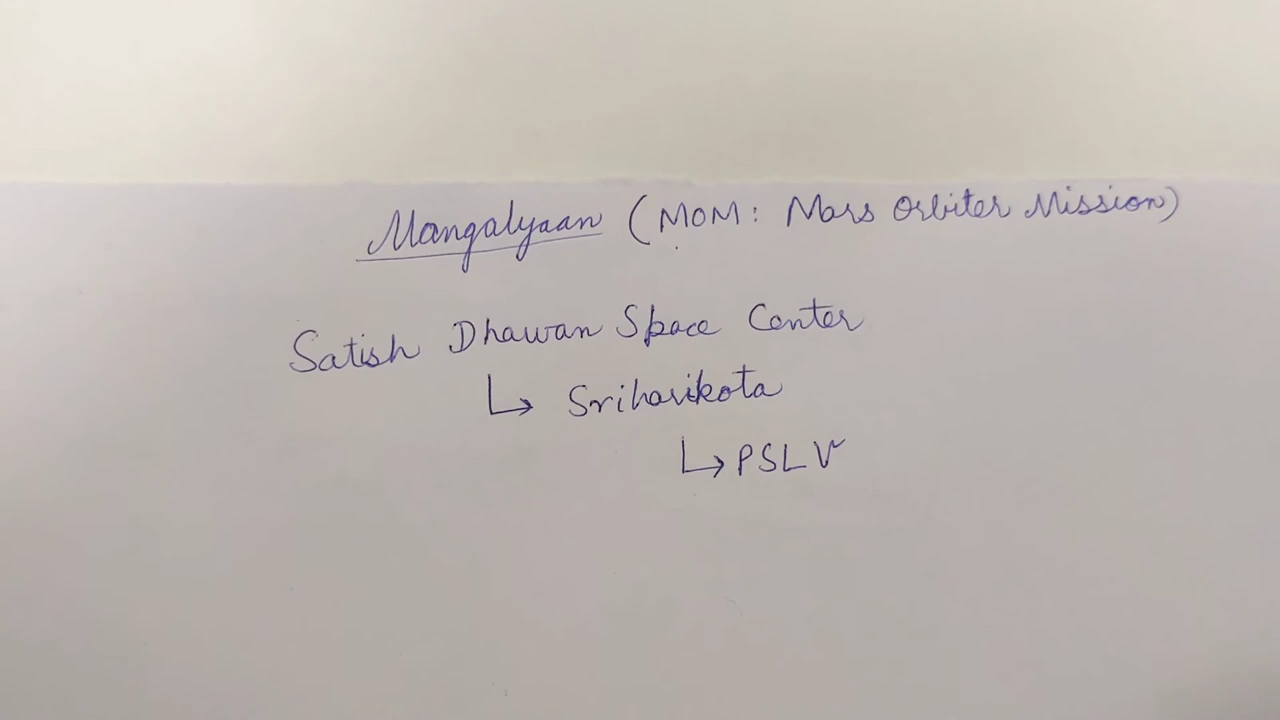 Mangalyaan (MOM: Mars Orbiter Mission)
Satish Dhawan Space Center
↳ Sriharikota
↳ PSLV